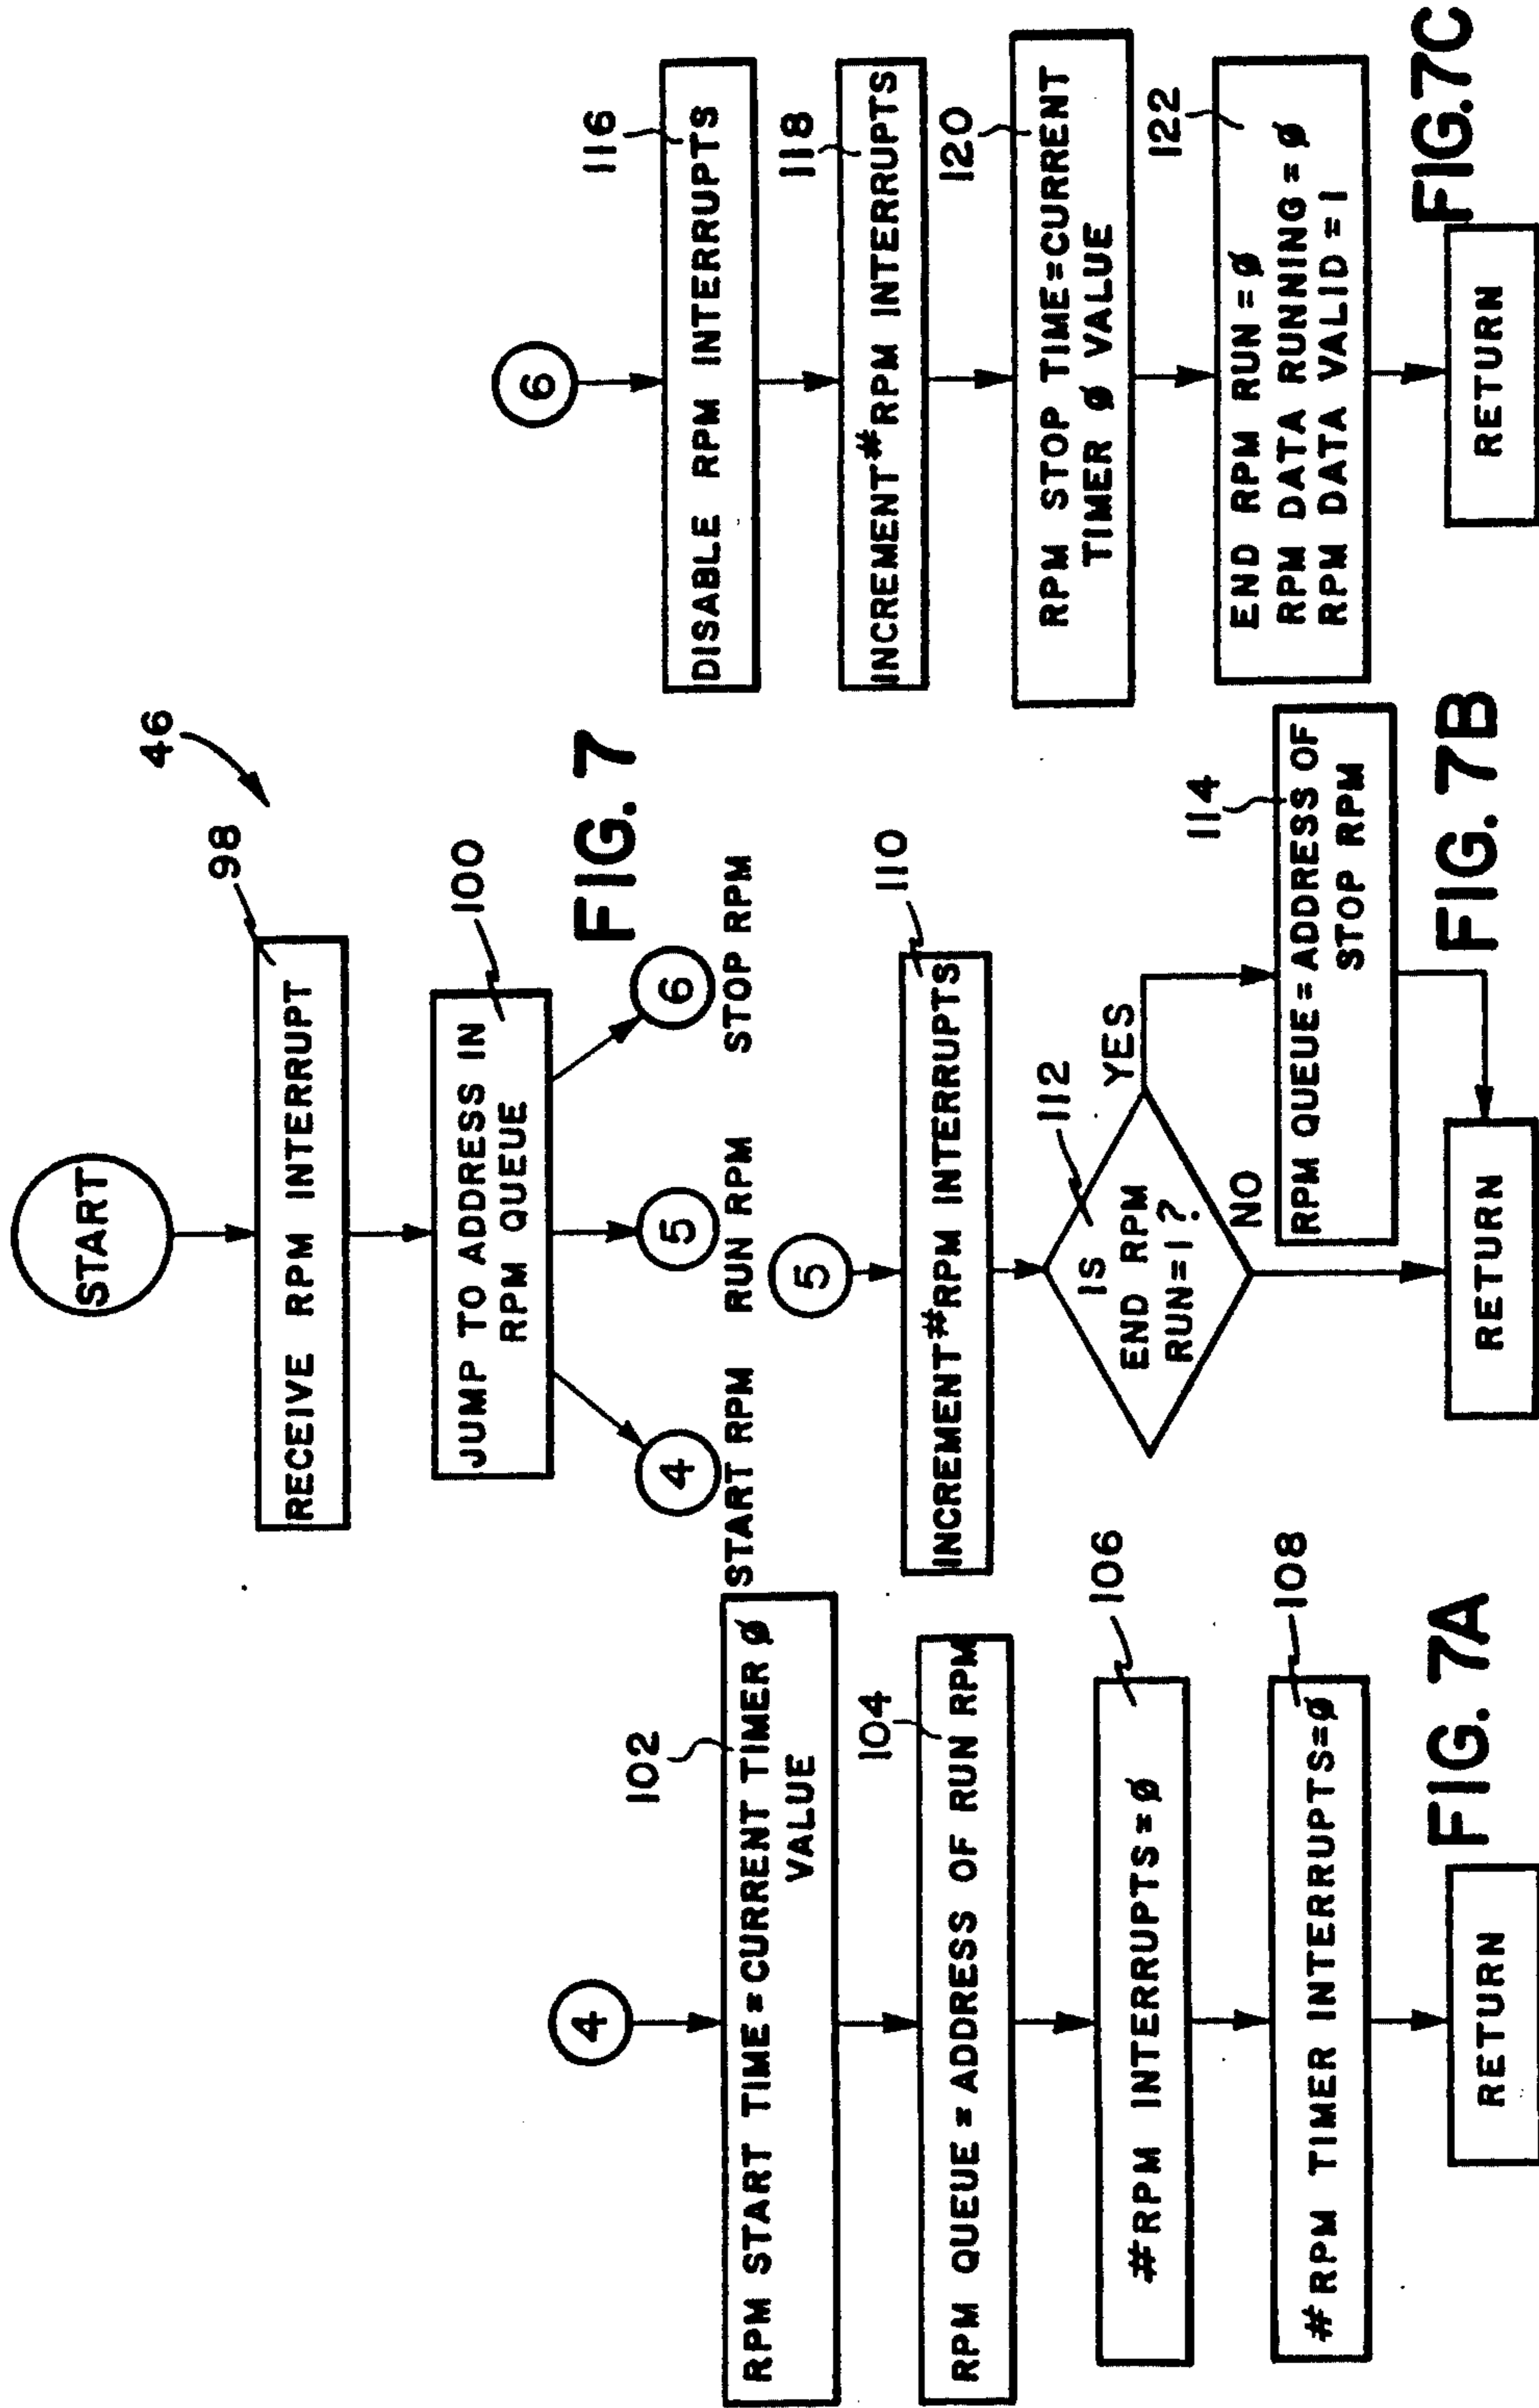 START
46
98
RECEIVE RPM INTERRUPT
100
JUMP TO ADDRESS IN
RPM QUEUE
4
5
6
START RPM
RUN RPM
STOP RPM
FIG. 7
4
102
RPM START TIME=CURRENT TIMER Ø
VALUE
104
RPM QUEUE = ADDRESS OF RUN RPM
106
#RPM INTERRUPTS=Ø
108
#RPM TIMER INTERRUPTS=Ø
RETURN
FIG. 7A
5
110
INCREMENT#RPM INTERRUPTS
112
IS
END RPM
RUN=1?
YES
NO
114
RPM QUEUE=ADDRESS OF
STOP RPM
RETURN
FIG. 7B
6
116
DISABLE RPM INTERRUPTS
118
INCREMENT#RPM INTERRUPTS
120
RPM STOP TIME=CURRENT
TIMER Ø VALUE
122
END RPM RUN=Ø
RPM DATA RUNNING=Ø
RPM DATA VALID=1
RETURN
FIG.7C